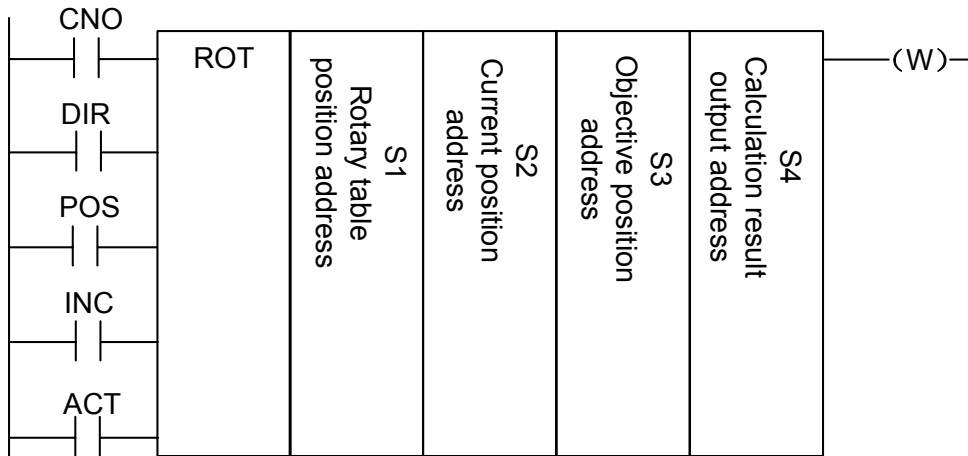 CNO
DIR
POS
INC
ACT
ROT
S1
Rotary table
position address
S2
Current position
address
S3
Objective position
address
S4
Calculation result
output address
(W)